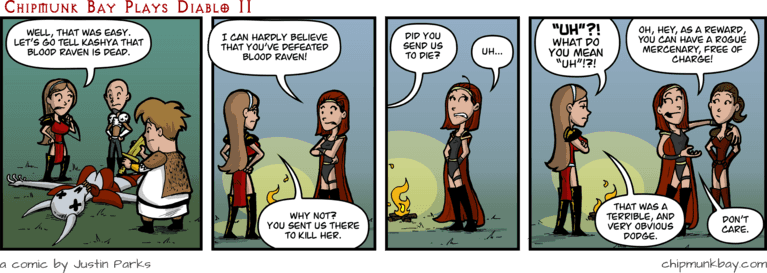 Chipmunk Bay Plays Diablo II
WELL, THAT WAS EASY.
LET'S GO TELL KASHYA THAT
BLOOD RAVEN IS DEAD.
I CAN HARDLY BELIEVE
THAT YOU'VE DEFEATED
BLOOD RAVEN!
WHY NOT?
YOU SENT US THERE
TO KILL HER.
DID YOU
SEND US
TO DIE?
UH...
"UH"?!
WHAT DO
YOU MEAN
"UH"!?!
OH, HEY, AS A REWARD,
YOU CAN HAVE A ROGUE
MERCENARY, FREE OF
CHARGE!
THAT WAS A
TERRIBLE, AND
VERY OBVIOUS
DODGE.
DON'T
CARE.
a comic by Justin Parks
chipmunkbay.com